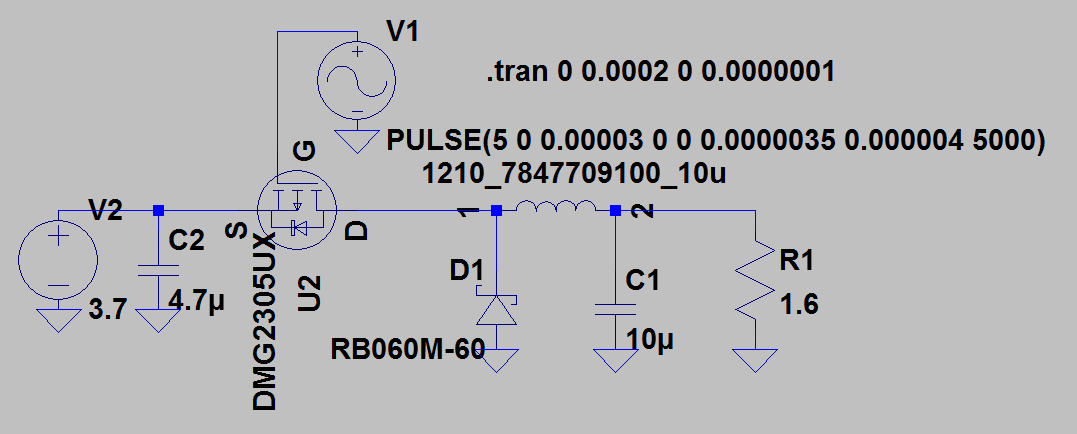 V1
.tran 0 0.0002 0 0.0000001
PULSE(5 0 0.00003 0 0 0.0000035 0.000004 5000)
1210_7847709100_10u
G
V2
S
D
1
2
C2
4.7µ
3.7
DMG2305UX
U2
D1
RB060M-60
C1
10µ
R1
1.6